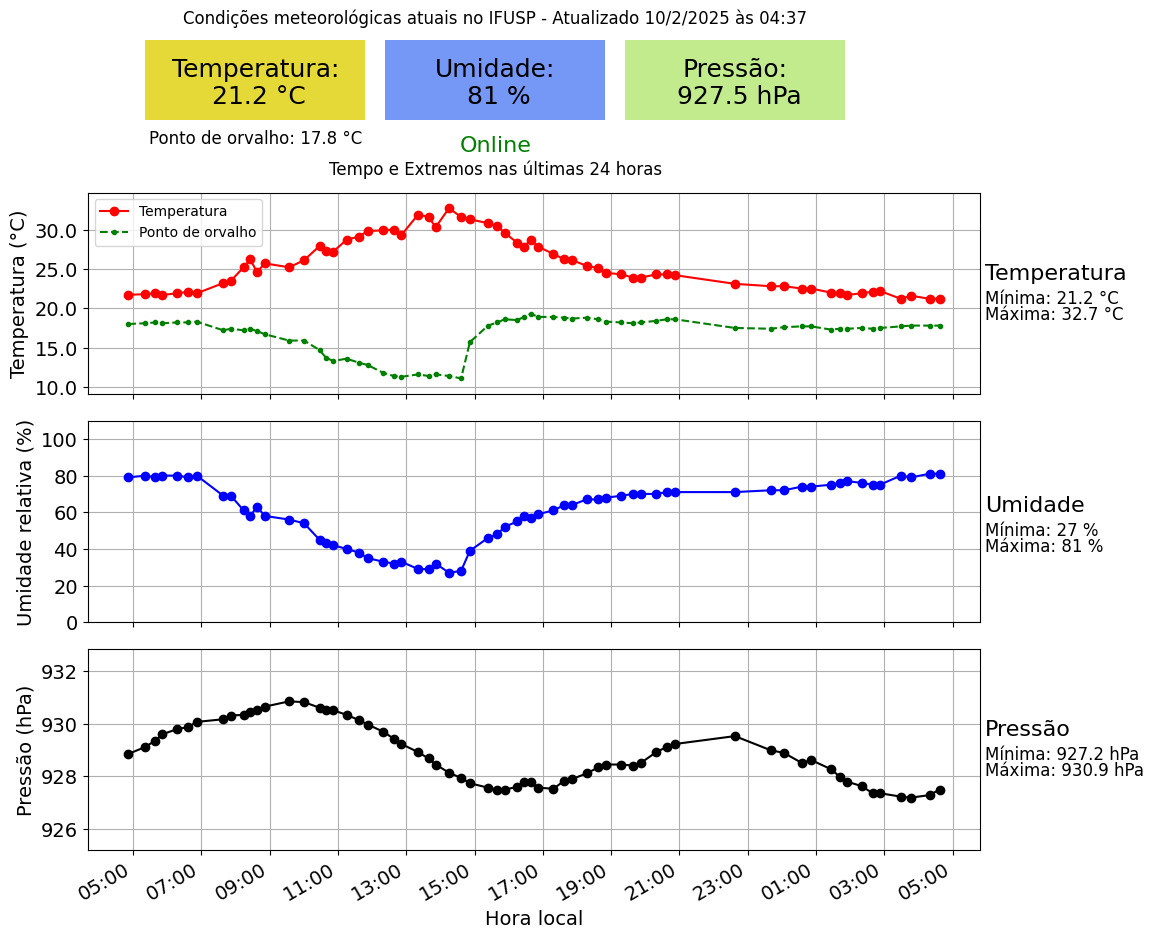 Condições meteorológicas atuais no IFUSP - Atualizado 10/2/2025 às 04:37
Temperatura:
21.2 °C
Umidade:
81 %
Pressão:
927.5 hPa
Ponto de orvalho: 17.8 °C
Online
Tempo e Extremos nas últimas 24 horas
Temperatura (°C)
30.0
25.0
20.0
15.0
10.0
Temperatura
Ponto de orvalho
Temperatura
Mínima: 21.2 °C
Máxima: 32.7 °C
Umidade relativa (%)
100
80
60
40
20
0
Umidade
Mínima: 27 %
Máxima: 81 %
Pressão (hPa)
932
930
928
926
Pressão
Mínima: 927.2 hPa
Máxima: 930.9 hPa
05:00 07:00 09:00 11:00 13:00 15:00 17:00 19:00 21:00 23:00 01:00 03:00 05:00
Hora local